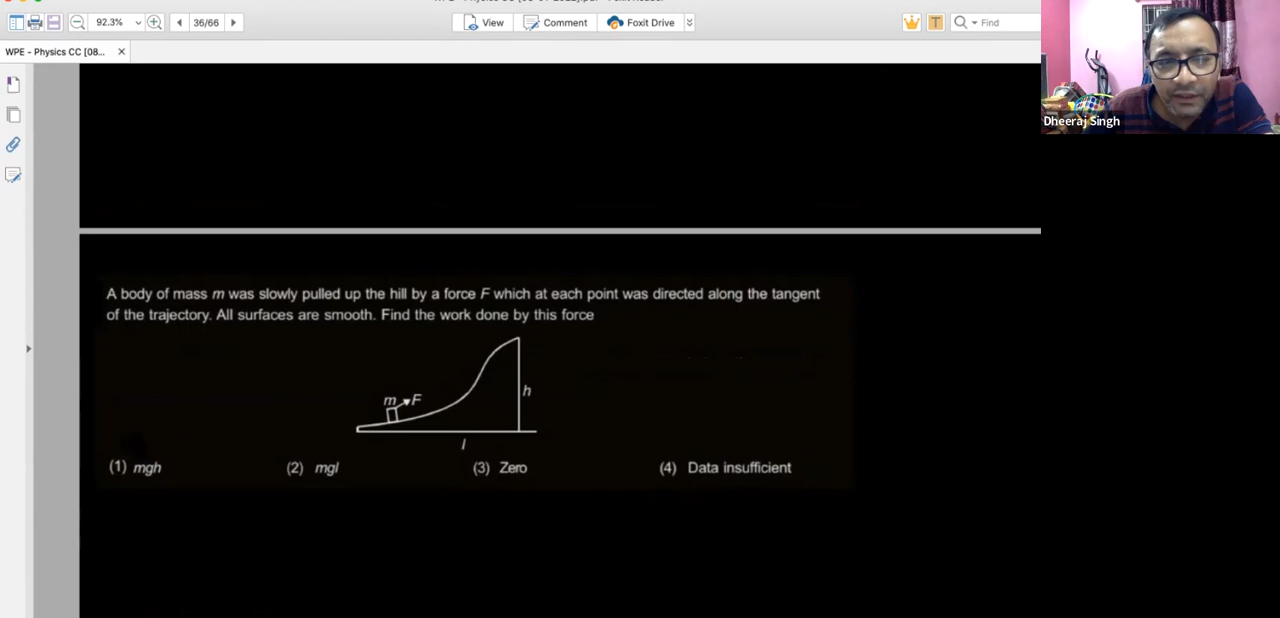 92.3%
36/66
View
Comment
Foxit Drive
T
Find
WPE - Physics CC [08...
Dheeraj Singh
A body of mass m was slowly pulled up the hill by a force F which at each point was directed along the tangent
of the trajectory. All surfaces are smooth. Find the work done by this force
m F
h
l
(1) mgh (2) mgl (3) Zero (4) Data insufficient